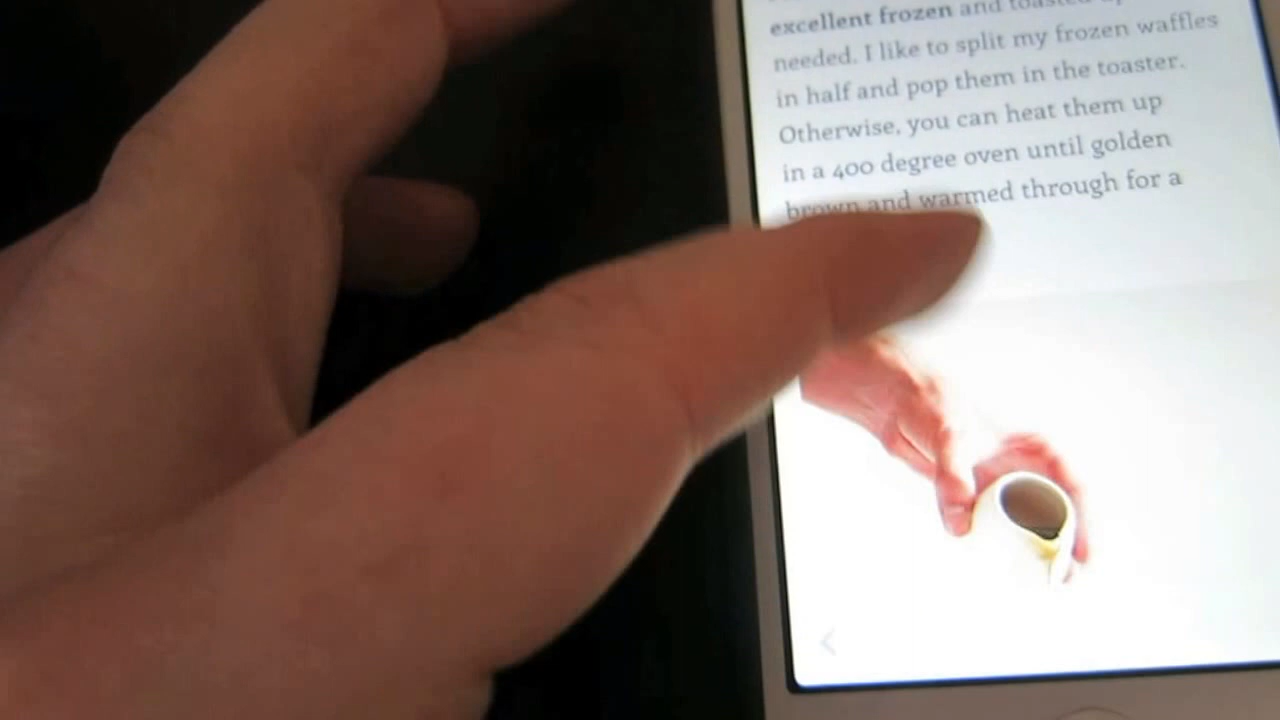 excellent frozen and toasted
needed. I like to split my frozen waffles
in half and pop them in the toaster.
Otherwise, you can heat them up
in a 400 degree oven until golden
brown and warmed through for a